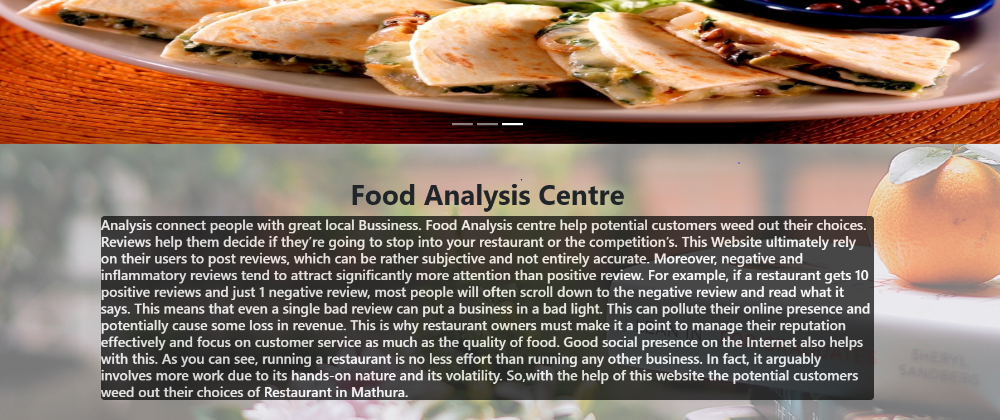 Food Analysis Centre
Analysis connect people with great local Bussiness. Food Analysis centre help potential customers weed out their choices.
Reviews help them decide if they’re going to stop into your restaurant or the competition’s. This Website ultimately rely
on their users to post reviews, which can be rather subjective and not entirely accurate. Moreover, negative and
inflammatory reviews tend to attract significantly more attention than positive review. For example, if a restaurant gets 10
positive reviews and just 1 negative review, most people will often scroll down to the negative review and read what it
says. This means that even a single bad review can put a business in a bad light. This can pollute their online presence and
potentially cause some loss in revenue. This is why restaurant owners must make it a point to manage their reputation
effectively and focus on customer service as much as the quality of food. Good social presence on the Internet also helps
with this. As you can see, running a restaurant is no less effort than running any other business. In fact, it arguably
involves more work due to its hands-on nature and its volatility. So,with the help of this website the potential customers
weed out their choices of Restaurant in Mathura.
LEAN IN
FOR GRADUATES
SHERYL
SANDBERG